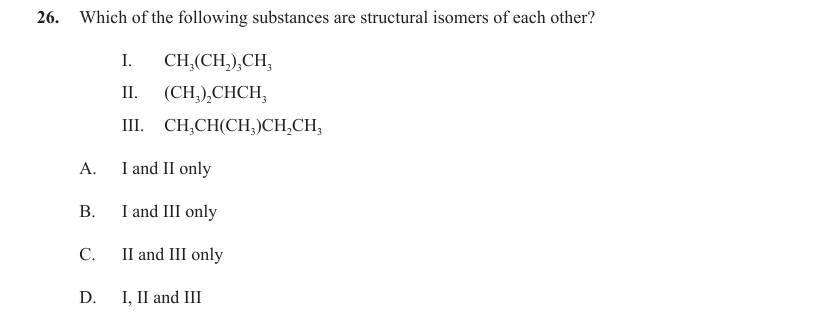 26. Which of the following substances are structural isomers of each other?
I. CH₃(CH₂)₃CH₃
II. (CH₃)₂CHCH₃
III. CH₃CH(CH₃)CH₂CH₃
A. I and II only
B. I and III only
C. II and III only
D. I, II and III